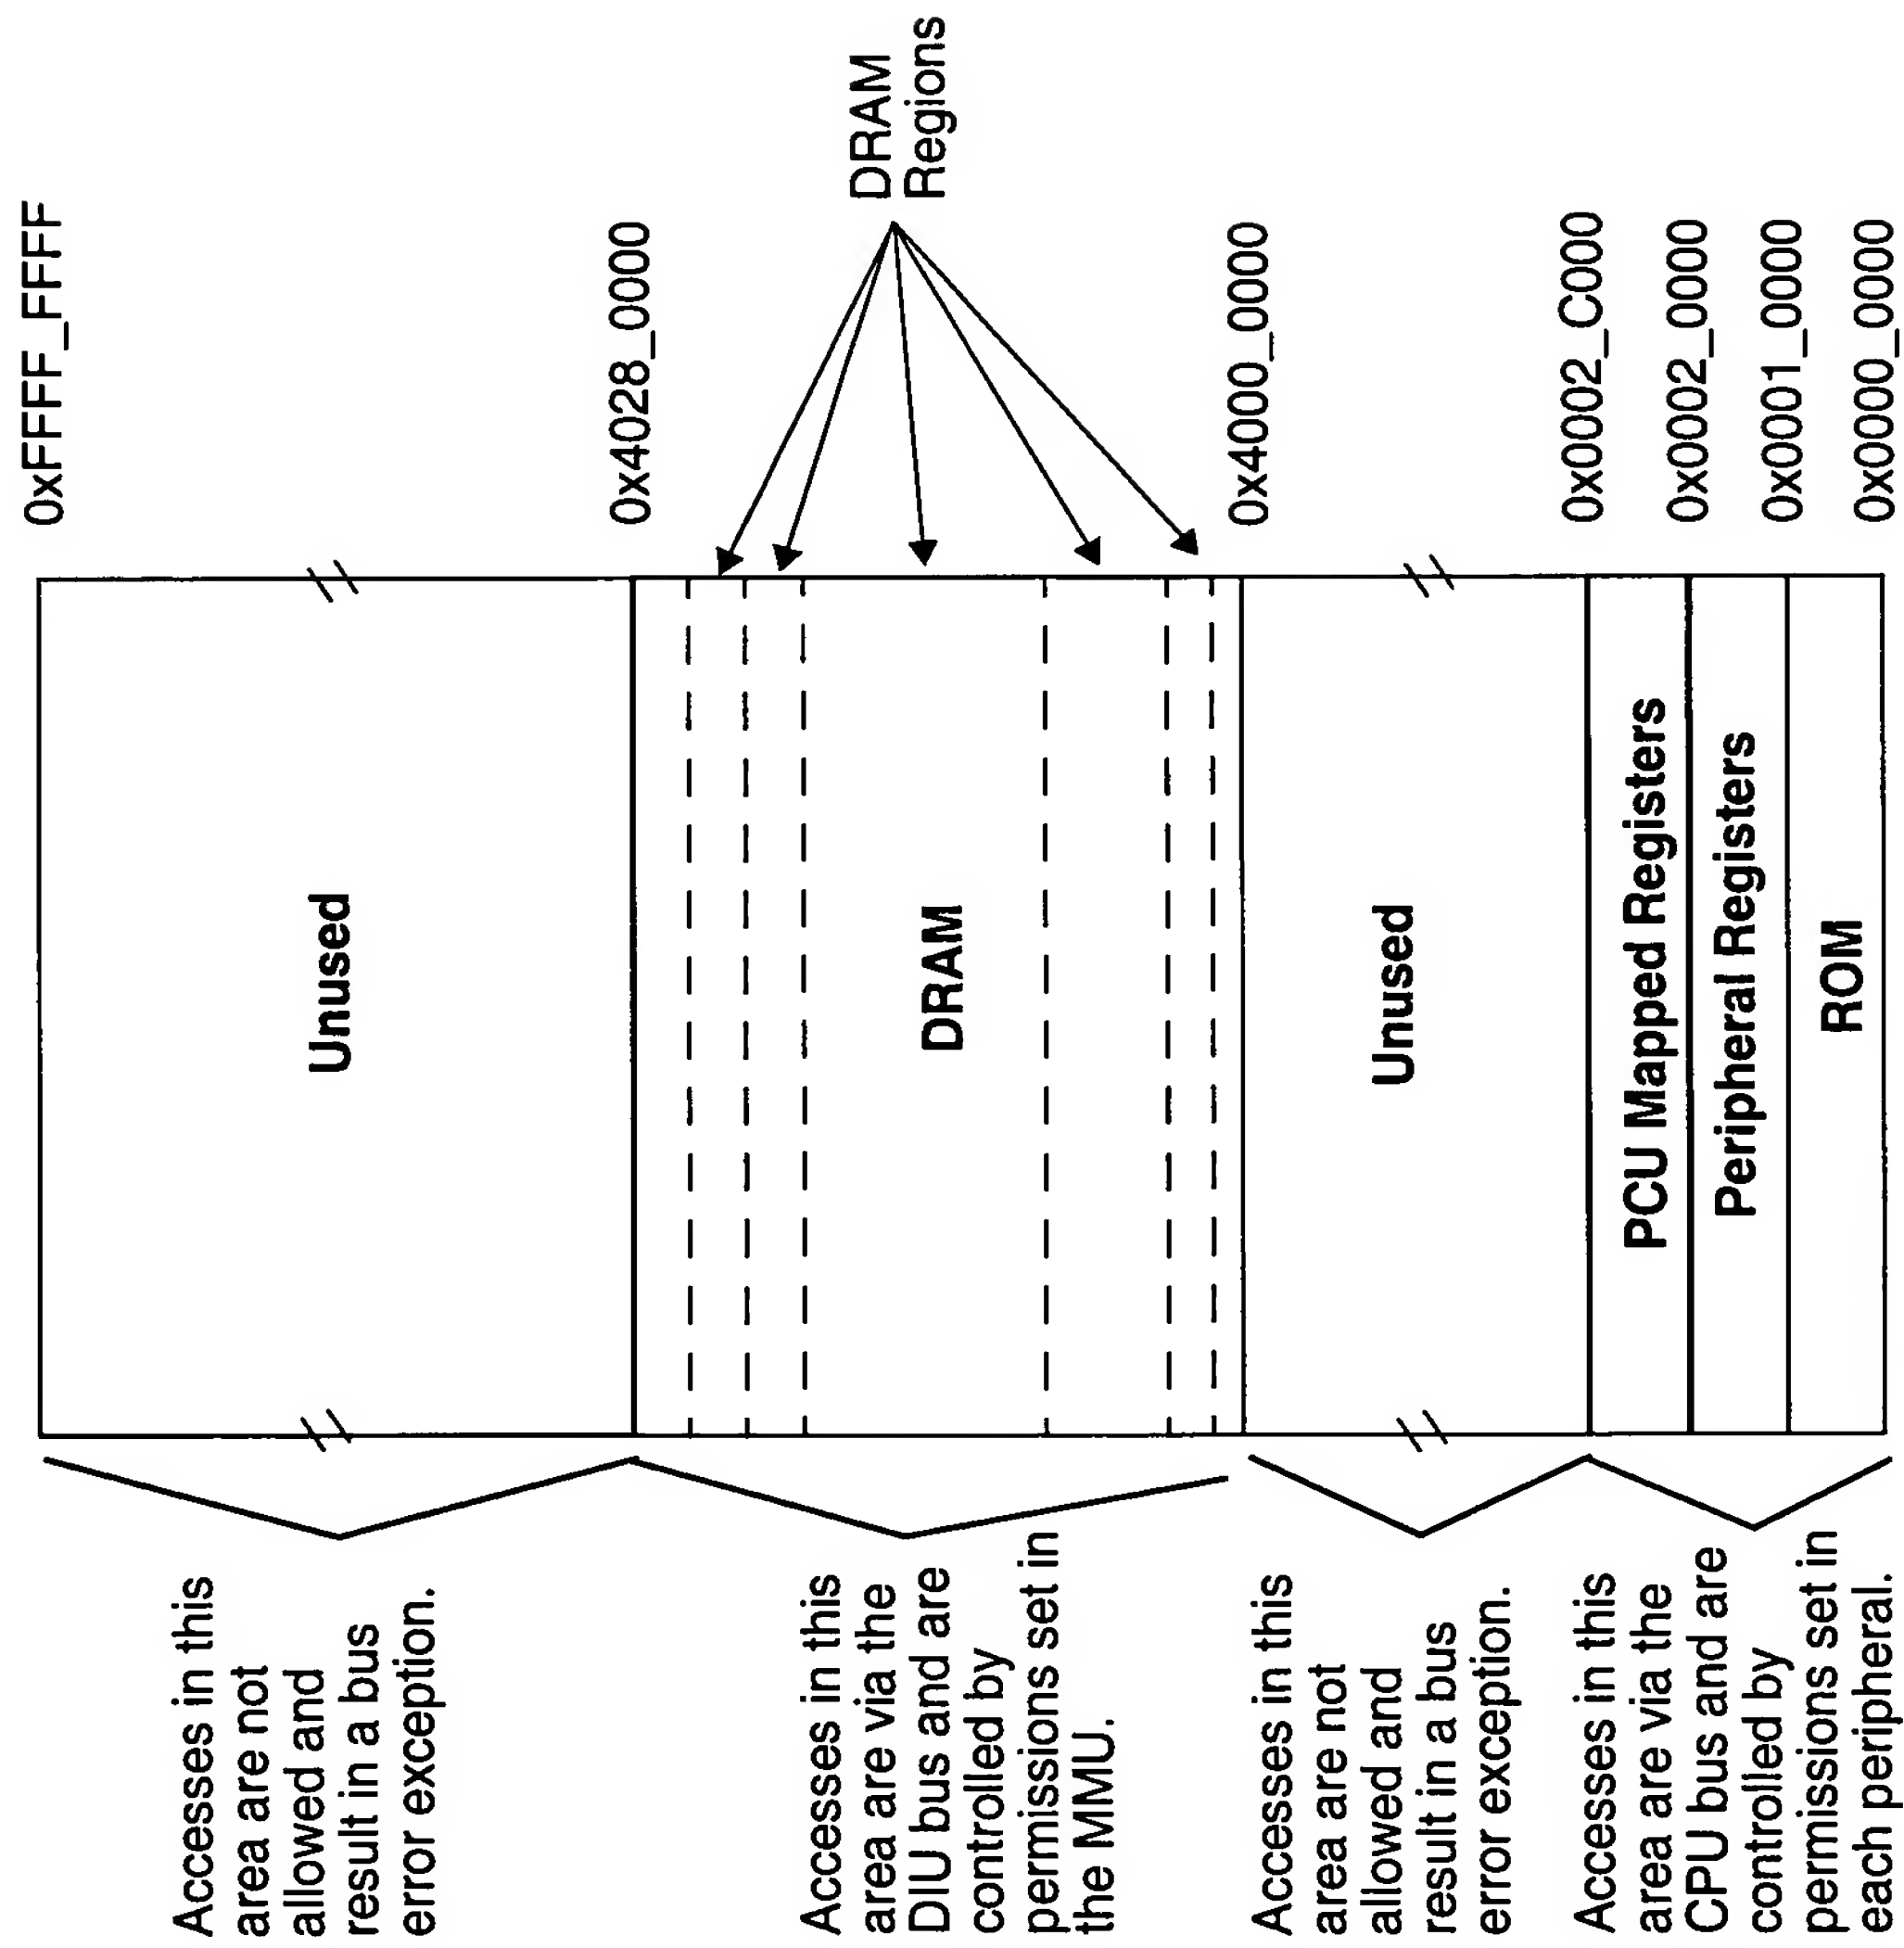 Accesses in this
area are not
allowed and
result in a bus
error exception.
Accesses in this
area are via the
DIU bus and are
controlled by
permissions set in
the MMU.
Accesses in this
area are not
allowed and
result in a bus
error exception.
Accesses in this
area are via the
CPU bus and are
controlled by
permissions set in
each peripheral.
Unused
DRAM
Unused
PCU Mapped Registers
Peripheral Registers
ROM
0xFFFF_FFFF
0x4028_0000
0x4000_0000
0x0002_C000
0x0002_0000
0x0001_0000
0x0000_0000
DRAM
Regions